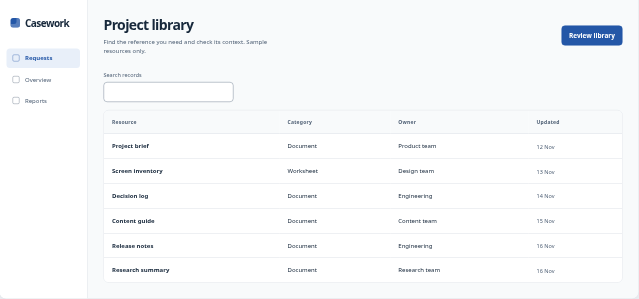 Casework
Requests
Overview
Reports
Project library
Find the reference you need and check its context. Sample
resources only.
Review library
Search records
Resource Category Owner Updated
Project brief Document Product team 12 Nov
Screen inventory Worksheet Design team 13 Nov
Decision log Document Engineering 14 Nov
Content guide Document Content team 15 Nov
Release notes Document Engineering 16 Nov
Research summary Document Research team 16 Nov